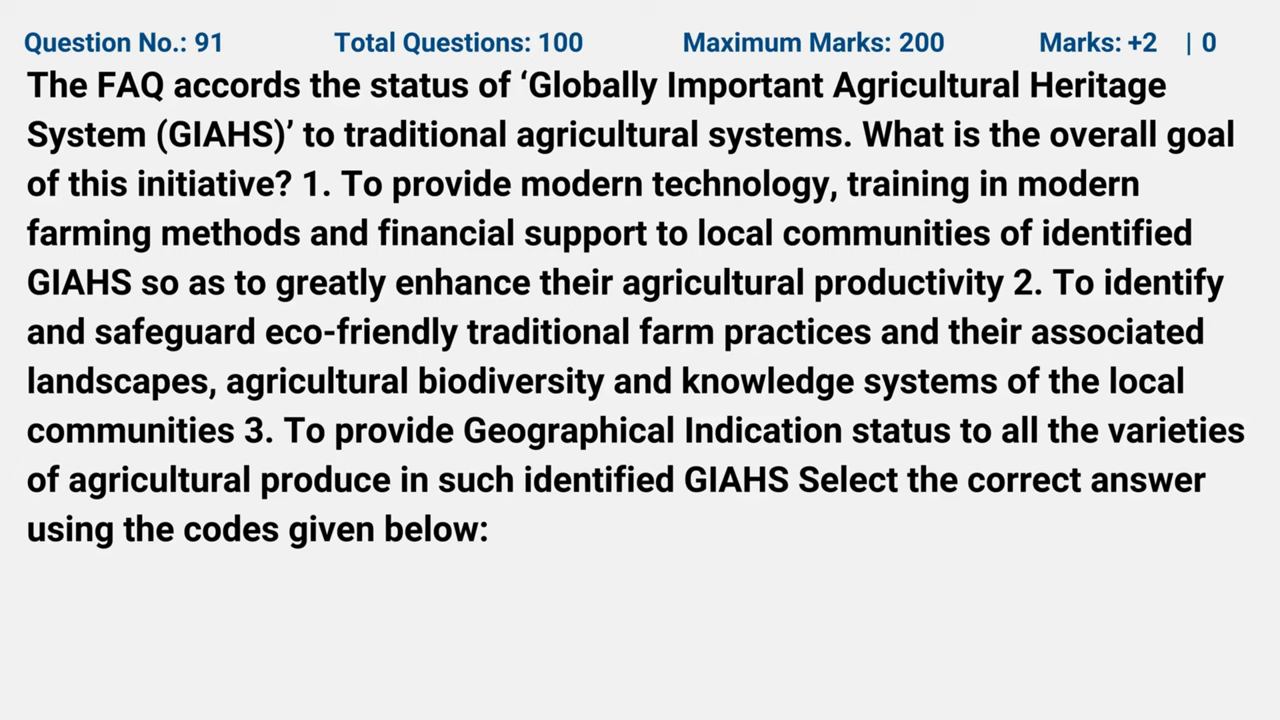 Question No.: 91 Total Questions: 100 Maximum Marks: 200 Marks: +2 | 0
The FAQ accords the status of ‘Globally Important Agricultural Heritage
System (GIAHS)’ to traditional agricultural systems. What is the overall goal
of this initiative? 1. To provide modern technology, training in modern
farming methods and financial support to local communities of identified
GIAHS so as to greatly enhance their agricultural productivity 2. To identify
and safeguard eco-friendly traditional farm practices and their associated
landscapes, agricultural biodiversity and knowledge systems of the local
communities 3. To provide Geographical Indication status to all the varieties
of agricultural produce in such identified GIAHS Select the correct answer
using the codes given below: